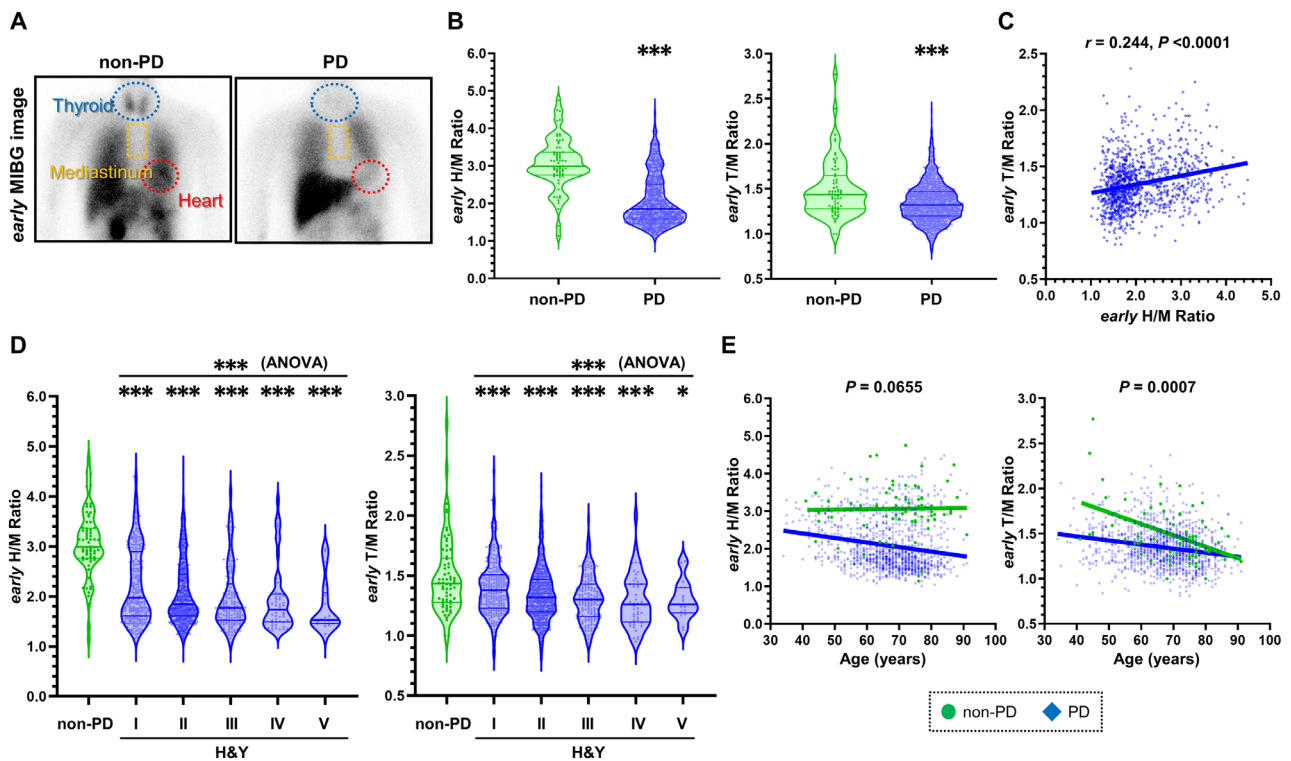 A
non-PD
PD
early MIBG image
Thyroid
Mediastinum
Heart
B
***
early H/M Ratio
6.0
5.0
4.0
3.0
2.0
1.0
0.0
non-PD
PD
***
early T/M Ratio
3.0
2.5
2.0
1.5
1.0
0.5
non-PD
PD
C
r = 0.244, P <0.0001
early T/M Ratio
2.5
2.0
1.5
1.0
0.5
0.0 1.0 2.0 3.0 4.0 5.0
early H/M Ratio
D
*** (ANOVA)
*** *** *** *** ***
early H/M Ratio
6.0
5.0
4.0
3.0
2.0
1.0
0.0
non-PD I II III IV V
H&Y
*** (ANOVA)
*** *** *** *** *
early T/M Ratio
3.0
2.5
2.0
1.5
1.0
0.5
non-PD I II III IV V
H&Y
E
P = 0.0655
early H/M Ratio
6.0
5.0
4.0
3.0
2.0
1.0
0.0
30 40 50 60 70 80 90 100
Age (years)
P = 0.0007
early T/M Ratio
3.0
2.5
2.0
1.5
1.0
0.5
30 40 50 60 70 80 90 100
Age (years)
non-PD PD